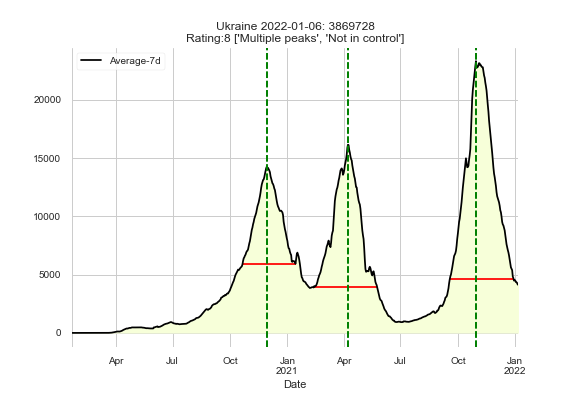 Ukraine 2022-01-06: 3869728
Rating:8 ['Multiple peaks', 'Not in control']
Average-7d
20000
15000
10000
5000
0
Apr
Jul
Oct
Jan
2021
Apr
Jul
Oct
Jan
2022
Date